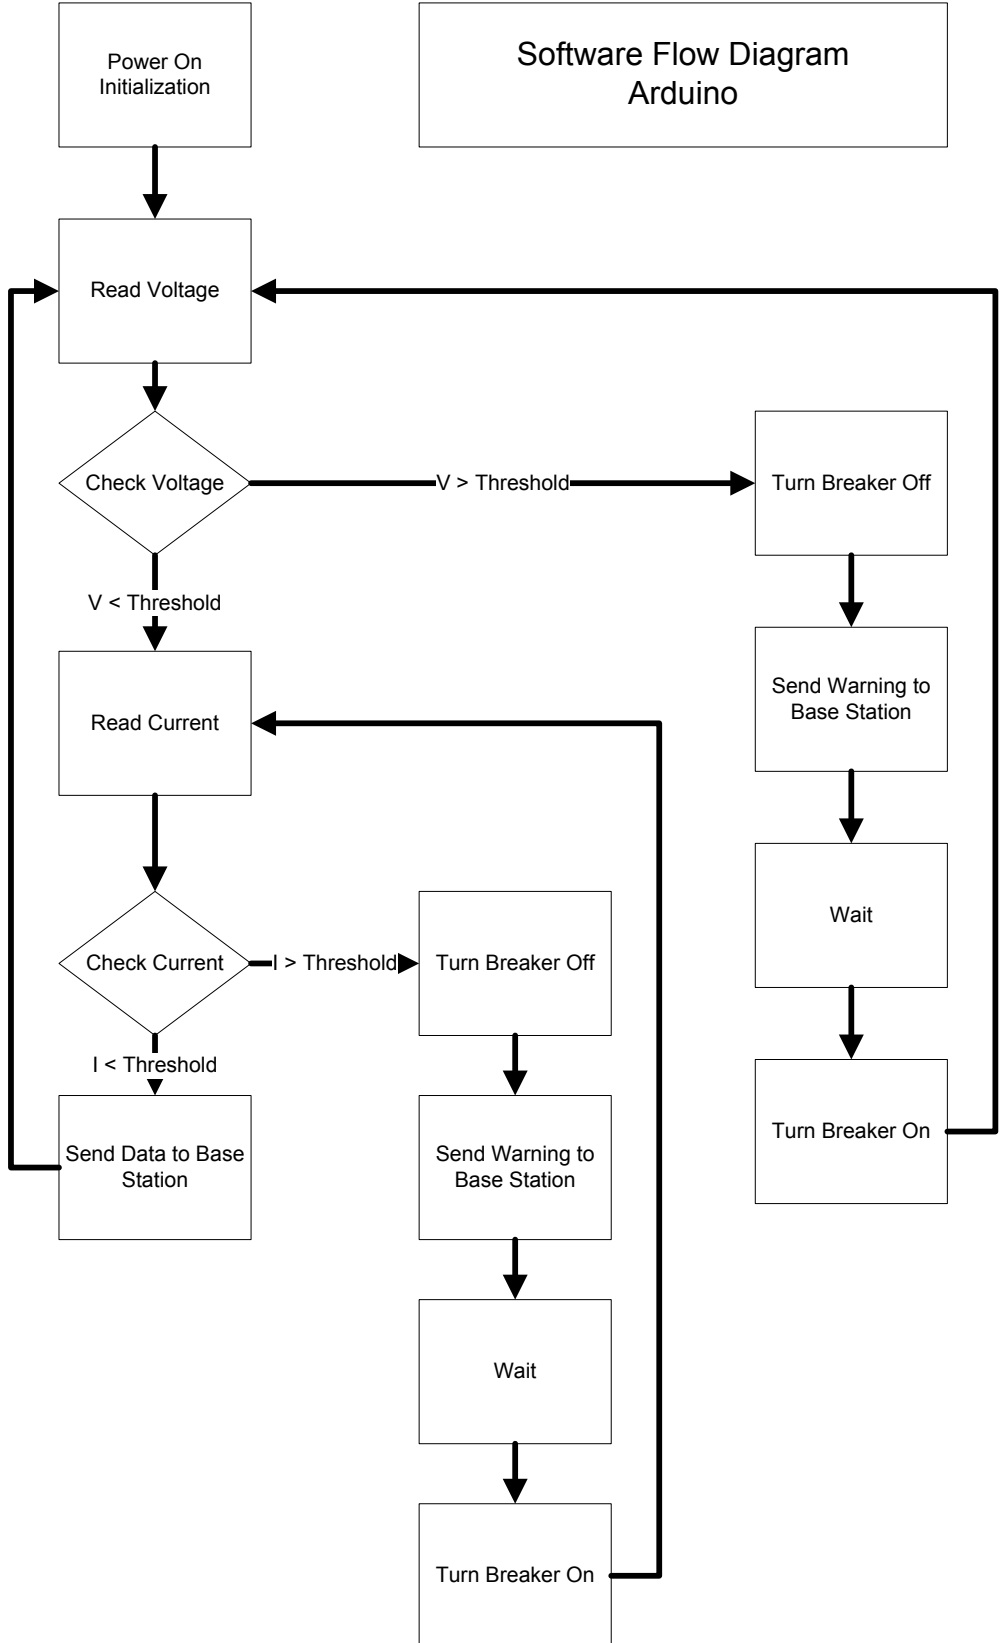 Power On
Initialization
Software Flow Diagram
Arduino
Read Voltage
Check Voltage
V > Threshold
Turn Breaker Off
V < Threshold
Send Warning to
Base Station
Read Current
Wait
Check Current
I > Threshold
Turn Breaker Off
I < Threshold
Turn Breaker On
Send Data to Base
Station
Send Warning to
Base Station
Wait
Turn Breaker On